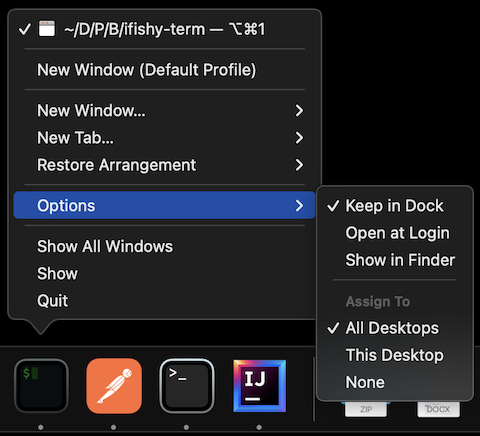 ✓ ~/D/P/B/ifishy-term — ⌥⌘1
New Window (Default Profile)
New Window...
New Tab...
Restore Arrangement
Options
Show All Windows
Show
Quit
✓ Keep in Dock
Open at Login
Show in Finder
Assign To
✓ All Desktops
This Desktop
None
$
>_
IJ
ZIP
DOCX